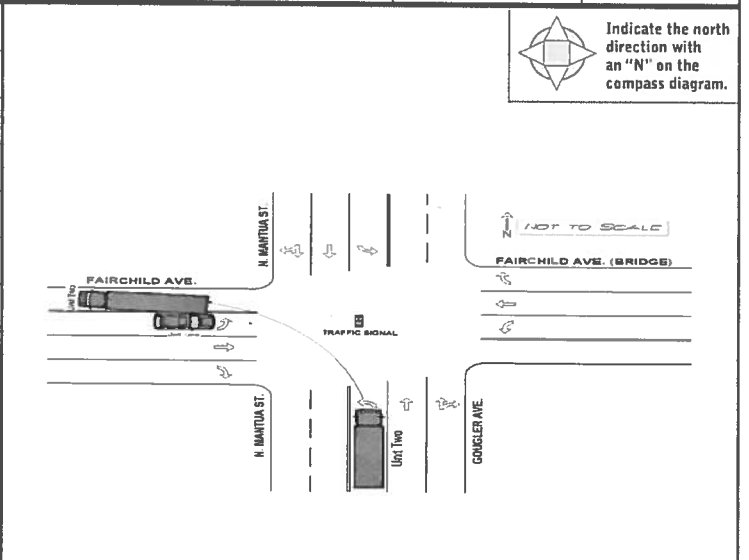 Indicate the north
direction with
an "N" on the
compass diagram.
N. MANTUA ST.
N
NOT TO SCALE
FAIRCHILD AVE. (BRIDGE)
FAIRCHILD AVE.
Unit Two
TRAFFIC SIGNAL
N. MANTUA ST.
Unit Two
GOUGLER AVE.